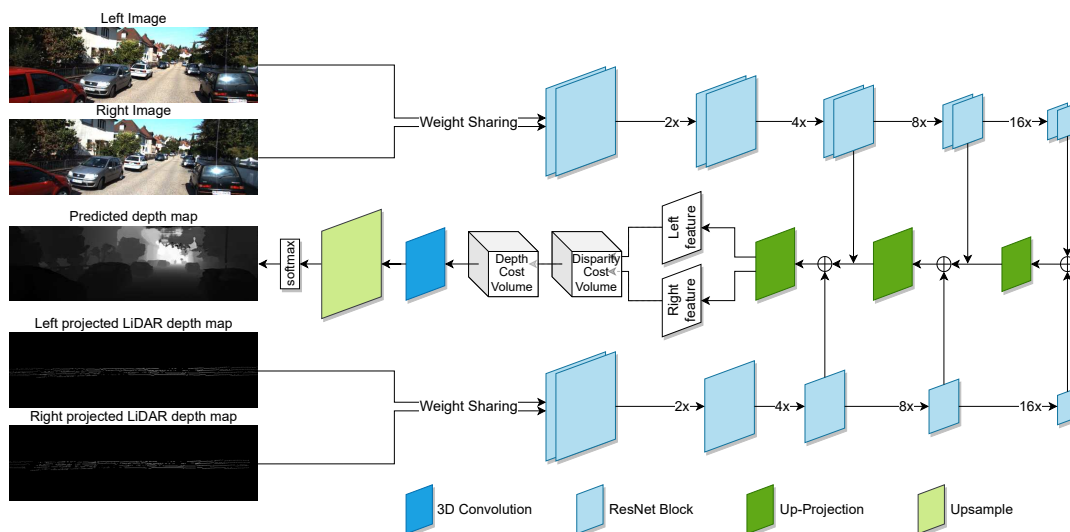 Left Image
Right Image
Weight Sharing
2x
4x
8x
16x
Predicted depth map
softmax
Depth
Cost
Volume
Disparity
Cost
Volume
Left
feature
Right
feature
Left projected LiDAR depth map
Right projected LiDAR depth map
Weight Sharing
2x
4x
8x
16x
3D Convolution
ResNet Block
Up-Projection
Upsample